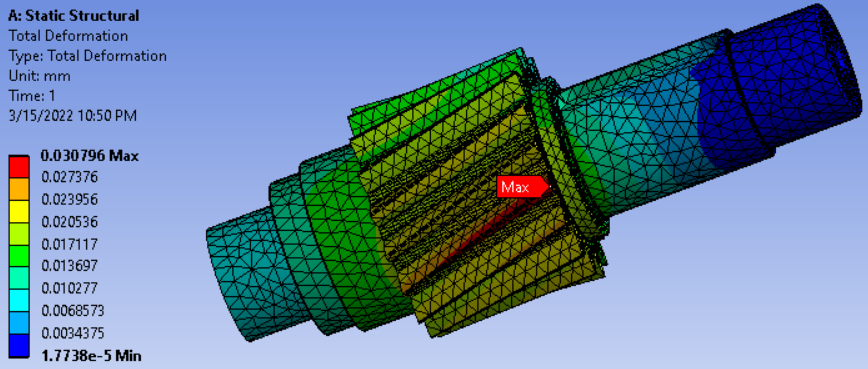 A: Static Structural
Total Deformation
Type: Total Deformation
Unit: mm
Time: 1
3/15/2022 10:50 PM
0.030796 Max
0.027376
0.023956
0.020536
0.017117
0.013697
0.010277
0.0068573
0.0034375
1.7738e-5 Min
Max